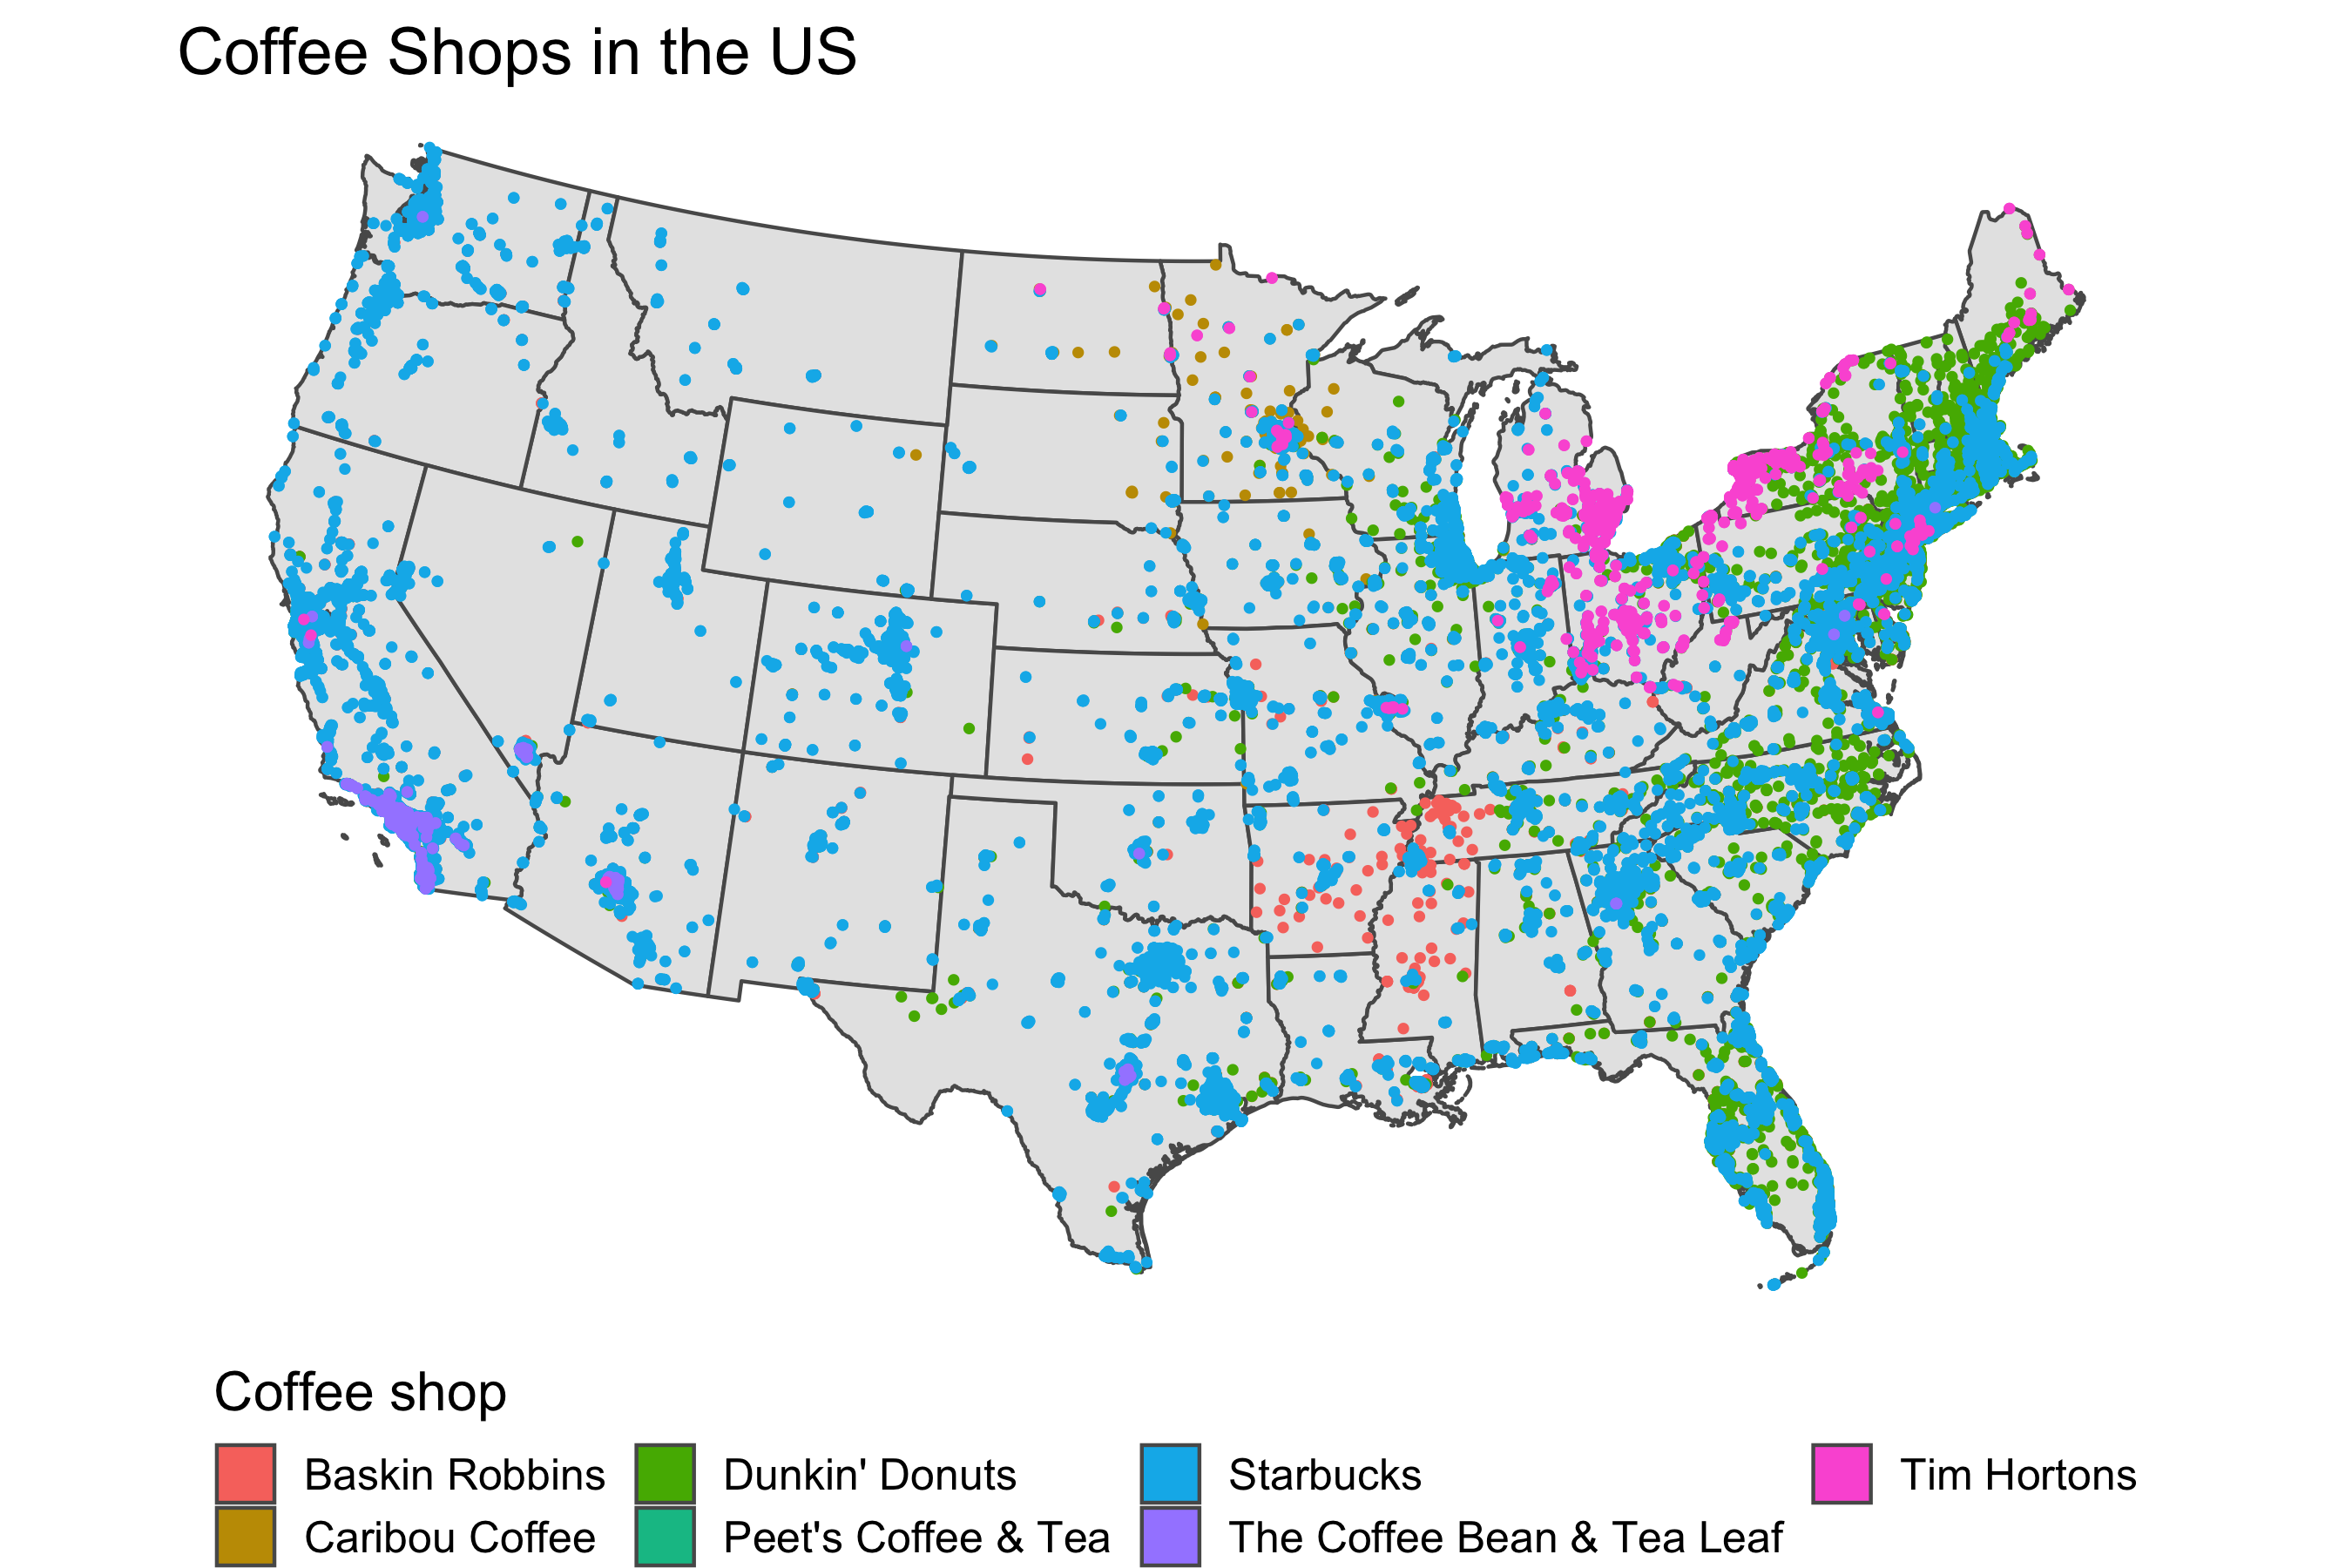 Coffee Shops in the US
Coffee shop
Baskin Robbins Dunkin' Donuts Starbucks Tim Hortons
Caribou Coffee Peet's Coffee & Tea The Coffee Bean & Tea Leaf